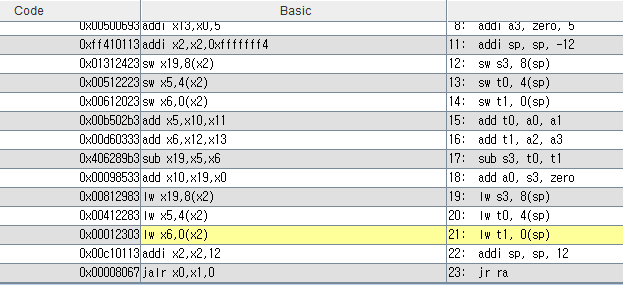 Code Basic
0x00500693 addi x13,x0,5 8: addi a3, zero, 5
0xff410113 addi x2,x2,0xfffffff4 11: addi sp, sp, -12
0x01312423 sw x19,8(x2) 12: sw s3, 8(sp)
0x00512223 sw x5,4(x2) 13: sw t0, 4(sp)
0x00612023 sw x6,0(x2) 14: sw t1, 0(sp)
0x00b502b3 add x5,x10,x11 15: add t0, a0, a1
0x00d60333 add x6,x12,x13 16: add t1, a2, a3
0x406289b3 sub x19,x5,x6 17: sub s3, t0, t1
0x00098533 add x10,x19,x0 18: add a0, s3, zero
0x00812983 lw x19,8(x2) 19: lw s3, 8(sp)
0x00412283 lw x5,4(x2) 20: lw t0, 4(sp)
0x00012303 lw x6,0(x2) 21: lw t1, 0(sp)
0x00c10113 addi x2,x2,12 22: addi sp, sp, 12
0x00008067 jalr x0,x1,0 23: jr ra